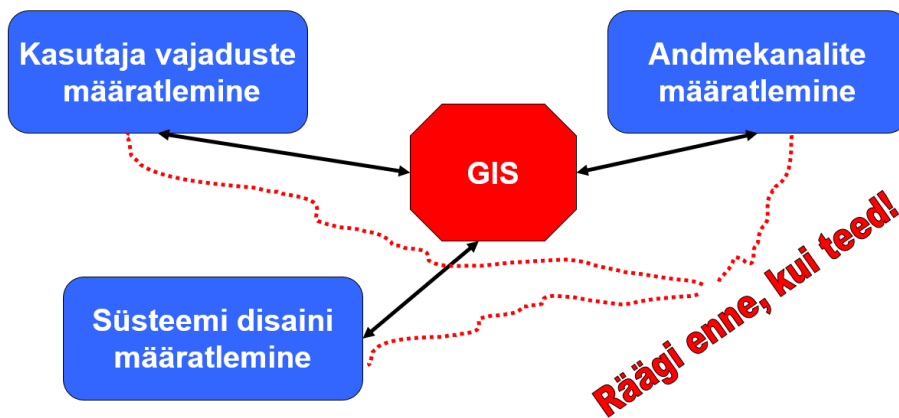 Kasutaja vajaduste
määratlemine
Andmekanalite
määratlemine
GIS
Süsteemi disaini
määratlemine
Räägi enne, kui teed!